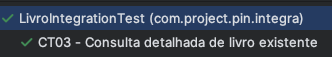 LivroIntegrationTest (com.project.pin.integra)
CT03 - Consulta detalhada de livro existente